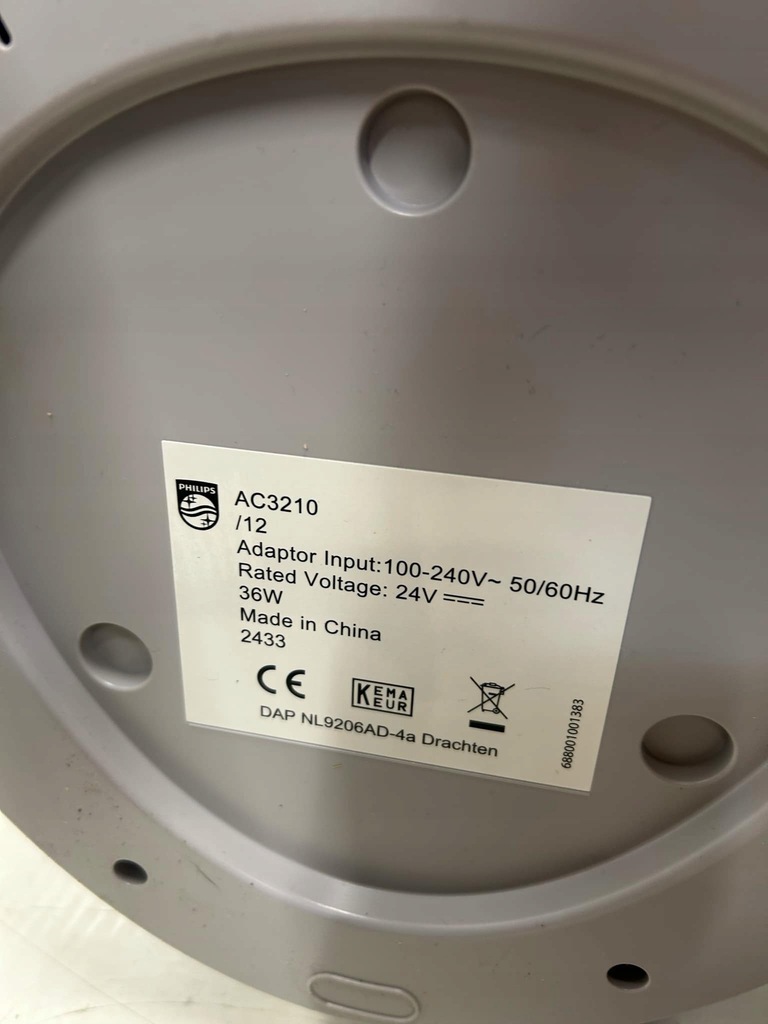 PHILIPS
AC3210
/12
Adaptor Input:100-240V~ 50/60Hz
Rated Voltage: 24V ⎓
36W
Made in China
2433
CE
KEMA
KEUR
DAP NL9206AD-4a Drachten
688001001383